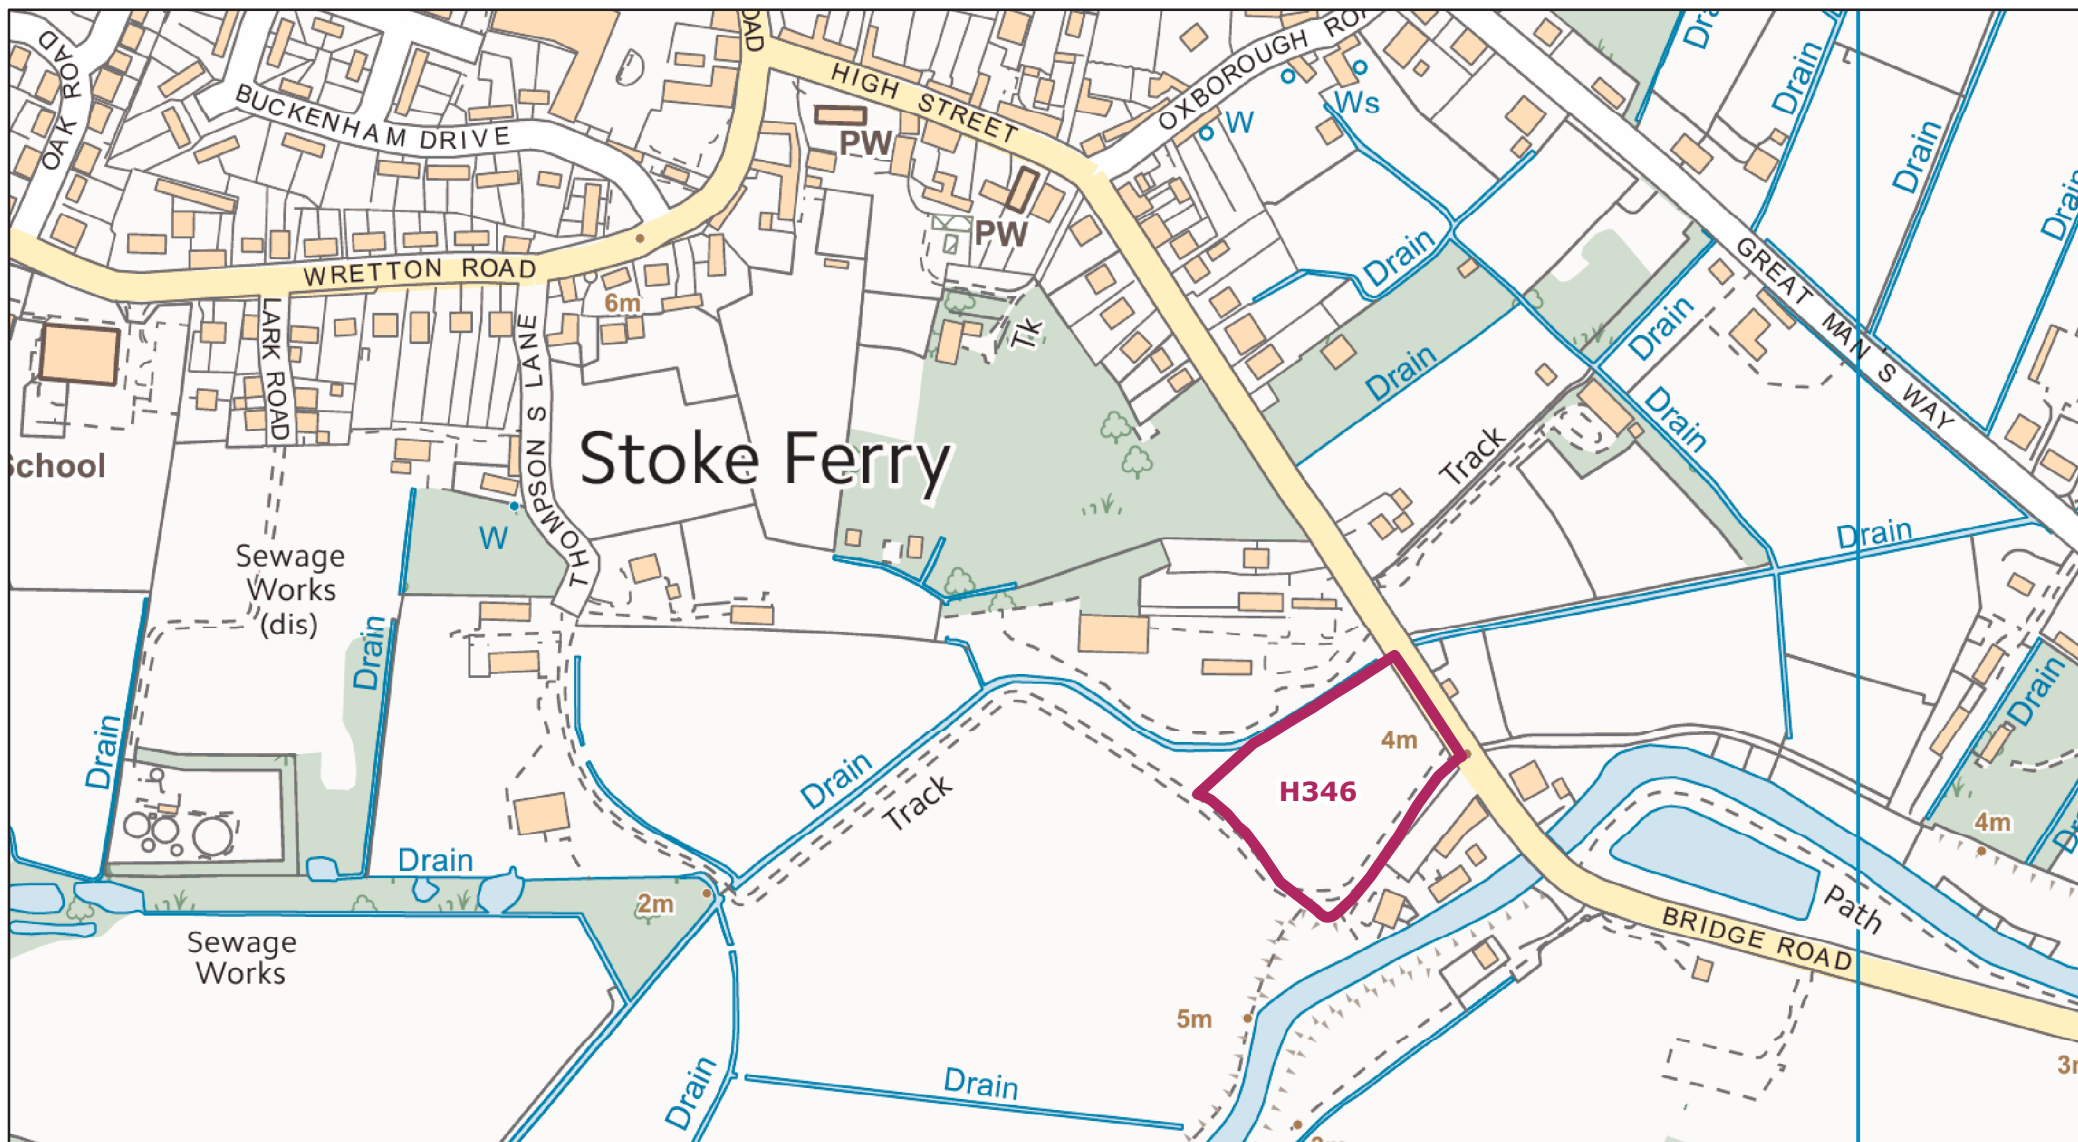 OAK ROAD
BUCKENHAM DRIVE
OAD
HIGH STREET
PW
PW
OXBOROUGH ROA
W
Ws
Drain
Drain
Drain
Drain
GREAT MAN'S WAY
WRETTON ROAD
6m
LARK ROAD
THOMPSON S LANE
Tk
Drain
Drain
Drain
Drain
Track
School
Stoke Ferry
W
Sewage
Works
(dis)
Drain
Drain
Drain
Drain
Drain
Track
4m
H346
4m
Drain
2m
Sewage
Works
Path
BRIDGE ROAD
5m
Drain
Drain